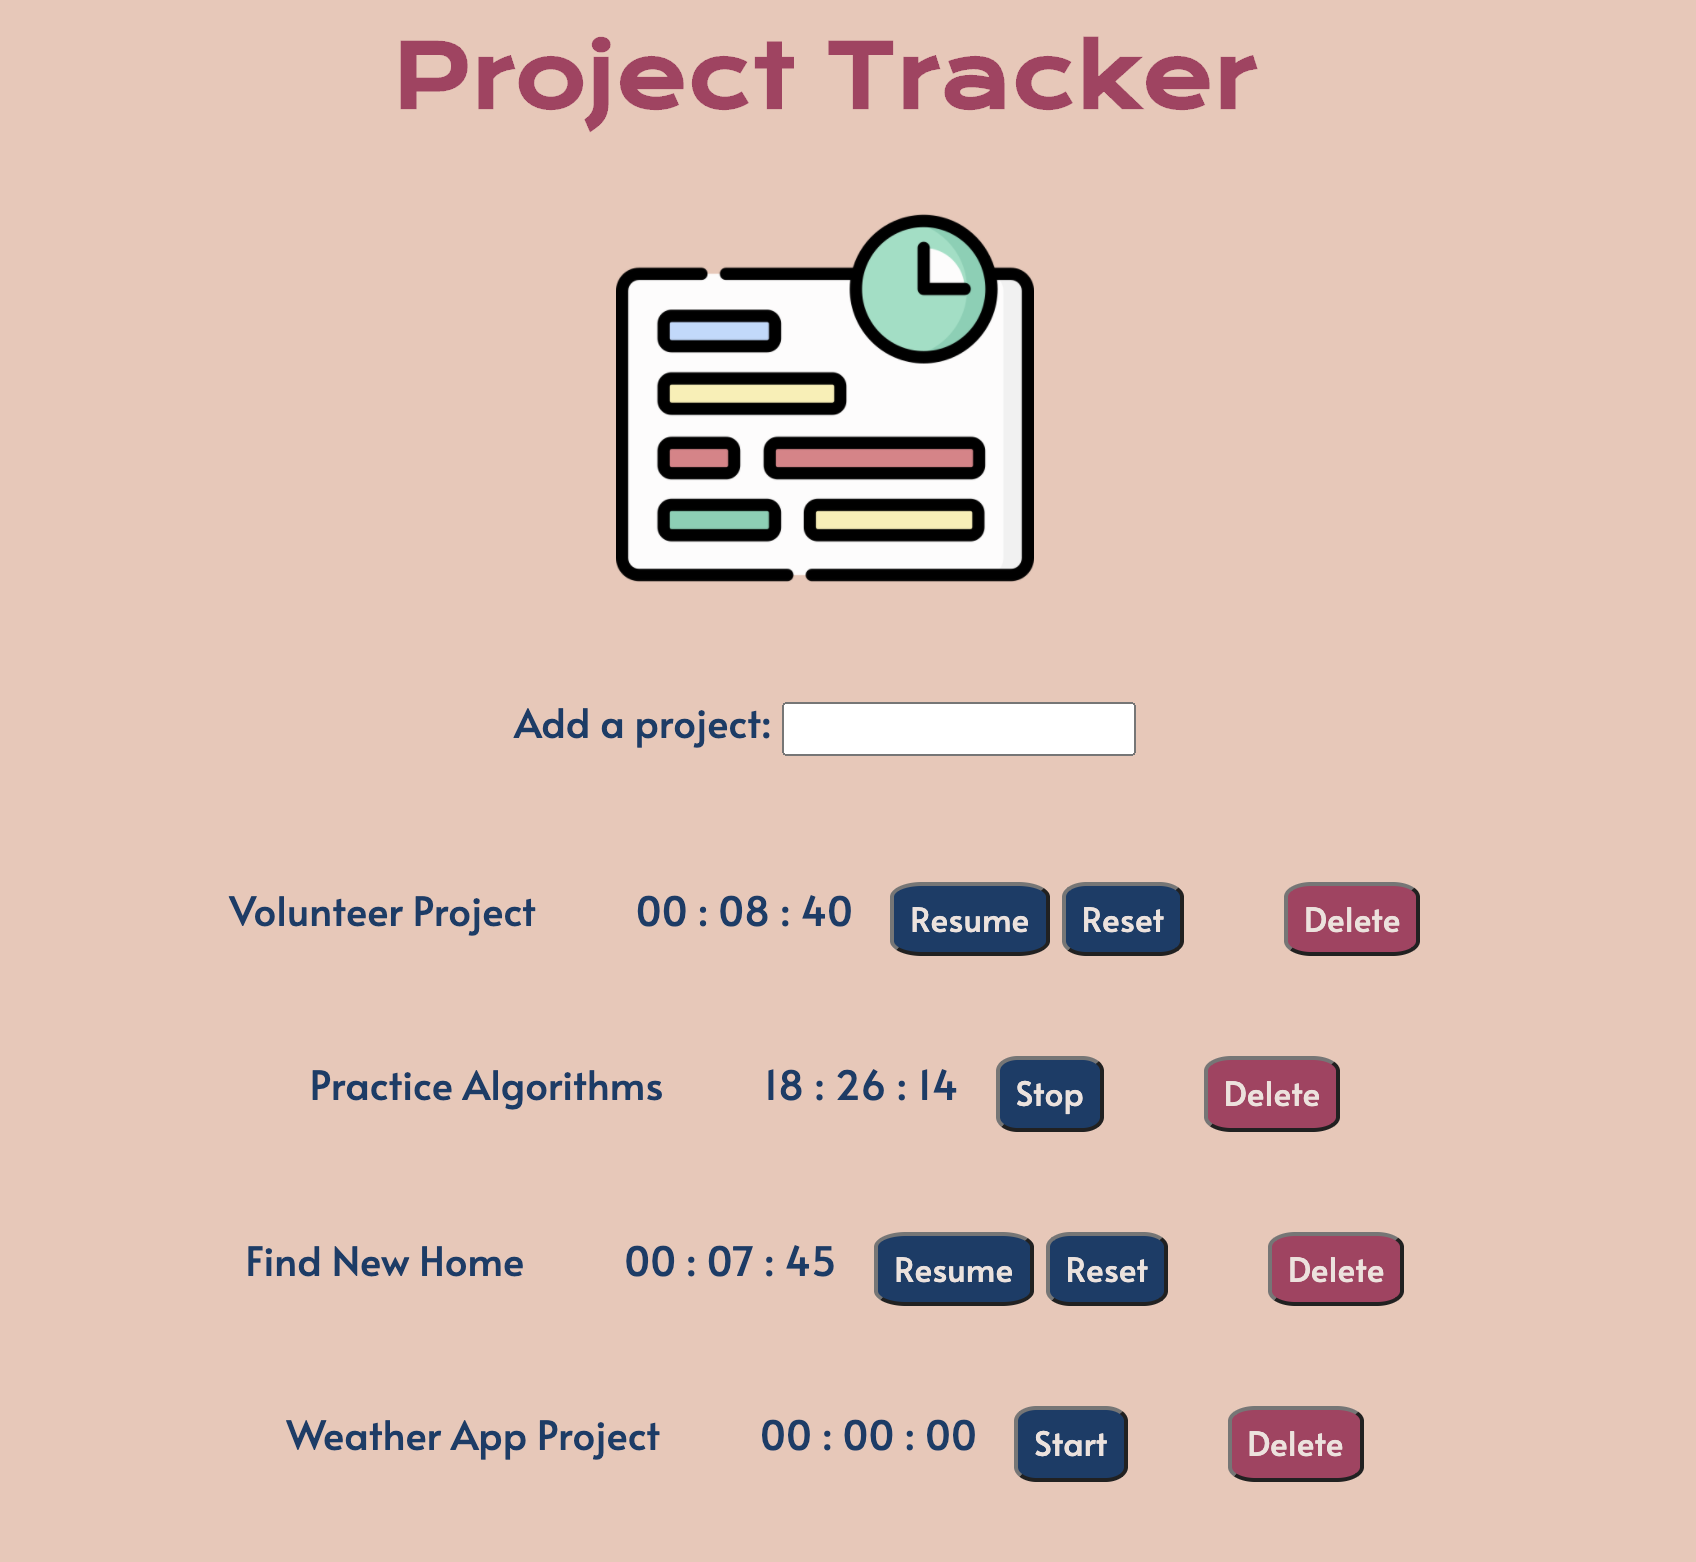 Project Tracker
Add a project:
Volunteer Project 00 : 08 : 40 Resume Reset Delete
Practice Algorithms 18 : 26 : 14 Stop Delete
Find New Home 00 : 07 : 45 Resume Reset Delete
Weather App Project 00 : 00 : 00 Start Delete